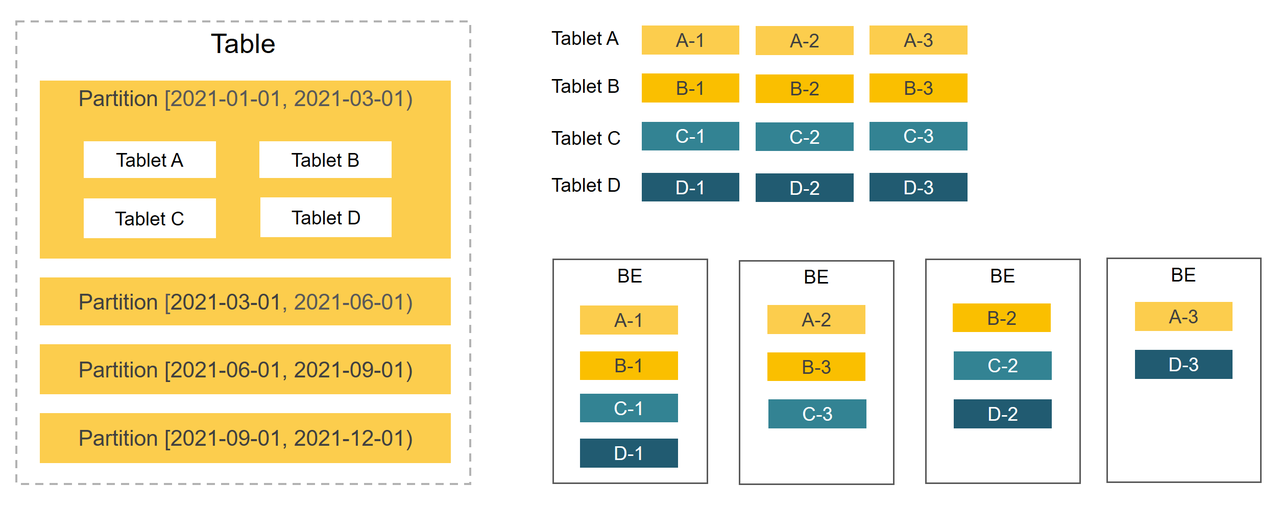 Table
Partition [2021-01-01, 2021-03-01)
Tablet A
Tablet B
Tablet C
Tablet D
Partition [2021-03-01, 2021-06-01)
Partition [2021-06-01, 2021-09-01)
Partition [2021-09-01, 2021-12-01)
Tablet A A-1 A-2 A-3
Tablet B B-1 B-2 B-3
Tablet C C-1 C-2 C-3
Tablet D D-1 D-2 D-3
BE
A-1
B-1
C-1
D-1
BE
A-2
B-3
C-3
BE
B-2
C-2
D-2
BE
A-3
D-3